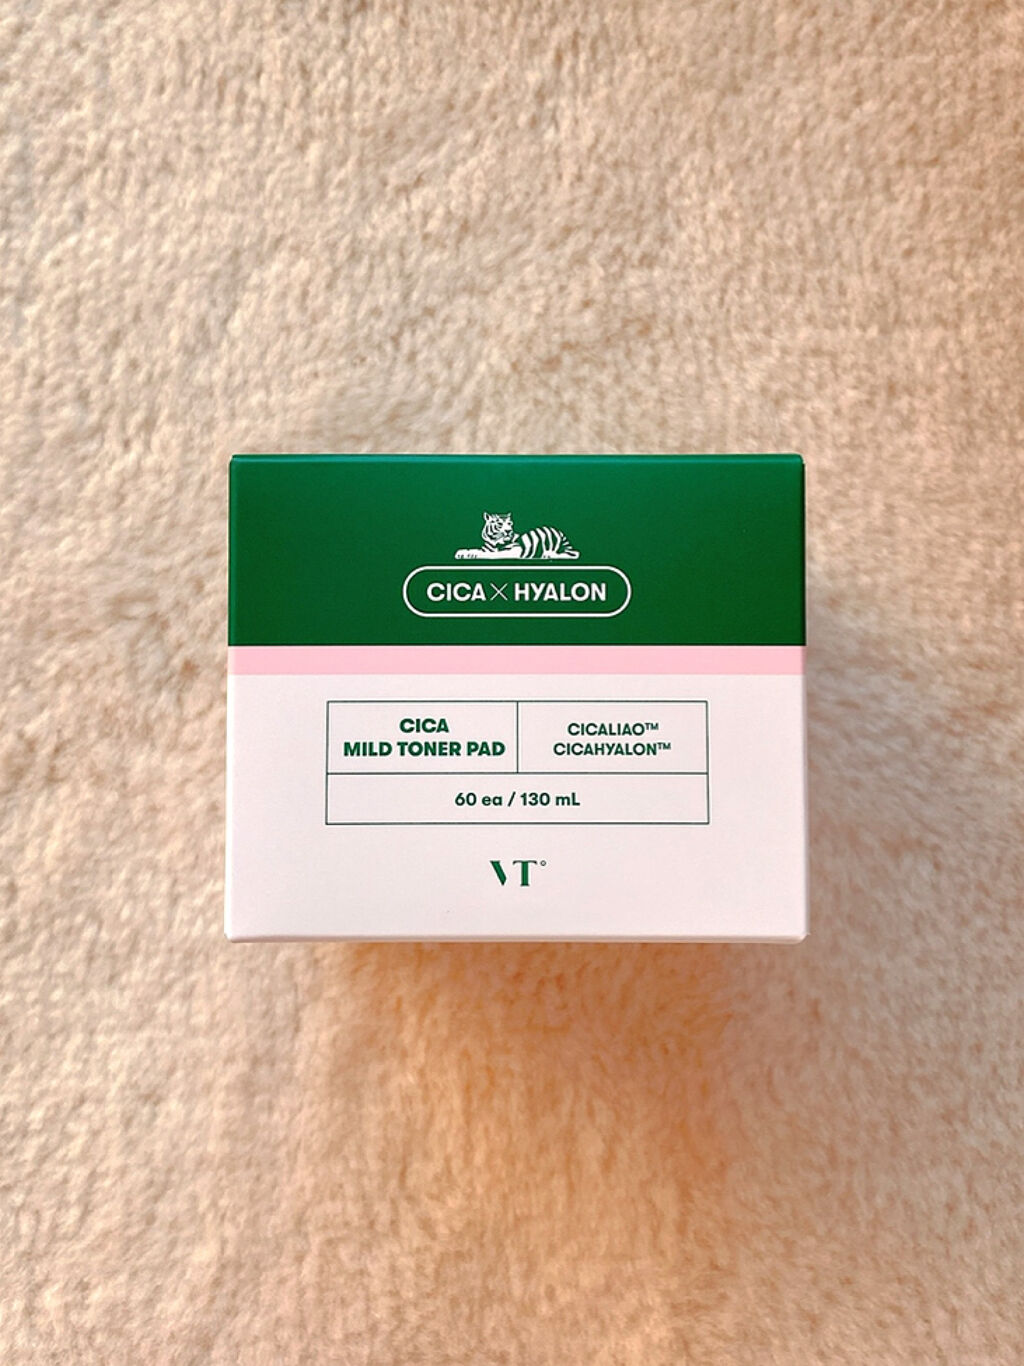 CICA × HYALON
CICA
MILD TONER PAD
CICALIAO™
CICAHYALON™
60 ea / 130 mL
VT°